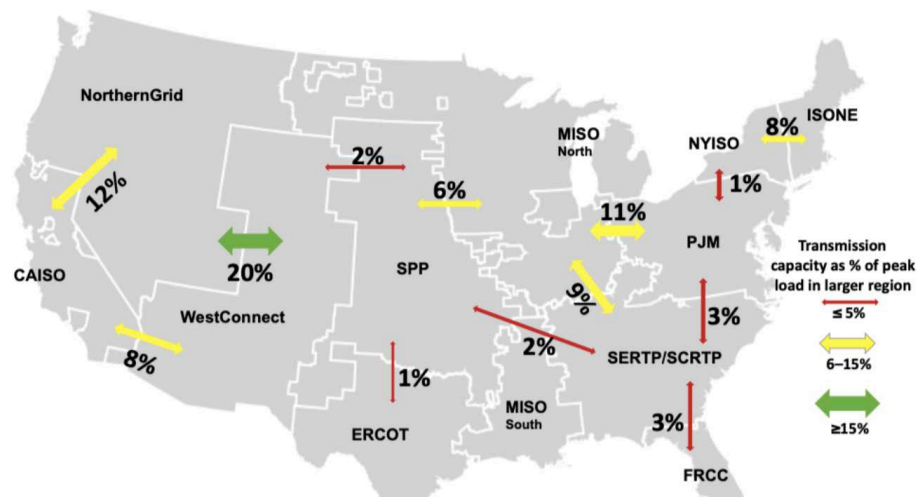 NorthernGrid
12%
CAISO
20%
WestConnect
8%
2%
6%
SPP
1%
ERCOT
2%
MISO
North
11%
9%
MISO
South
NYISO
8%
ISONE
1%
PJM
3%
SERTP/SCRTP
3%
FRCC
Transmission
capacity as % of peak
load in larger region
≤ 5%
6–15%
≥15%